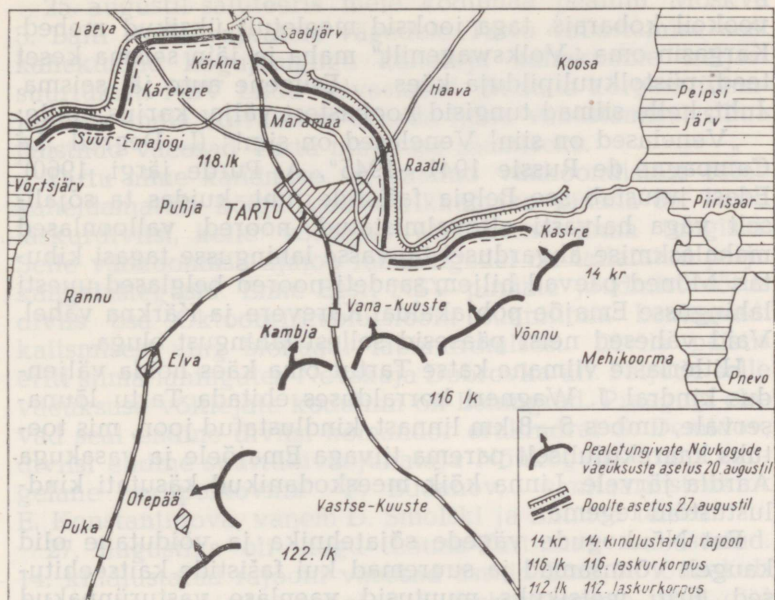 Laeva
Saadjärv
Kärkna
Kärevere
Haava
Koosa
Peipsi
järv
Suur-Emajõgi
Maramaa
118.lk
Raadi
Võrtsjärv
Puhja
TARTU
Piirisaar
Kastre
14 kr
Rannu
Vana-Kuuste
Kambja
Võnnu
Elva
Mehikoorma
116 lk
Pnevo
Otepää
Vastse-Kuuste
Puka
122.lk
Pealetungivate Nõukogude
väeüksuste asetus 20.augustil
Poolte asetus 27.augustil
14 kr 14.kindlustatud rajoon
116.lk 116 laskurkorpus
112.lk 112. laskurkorpus